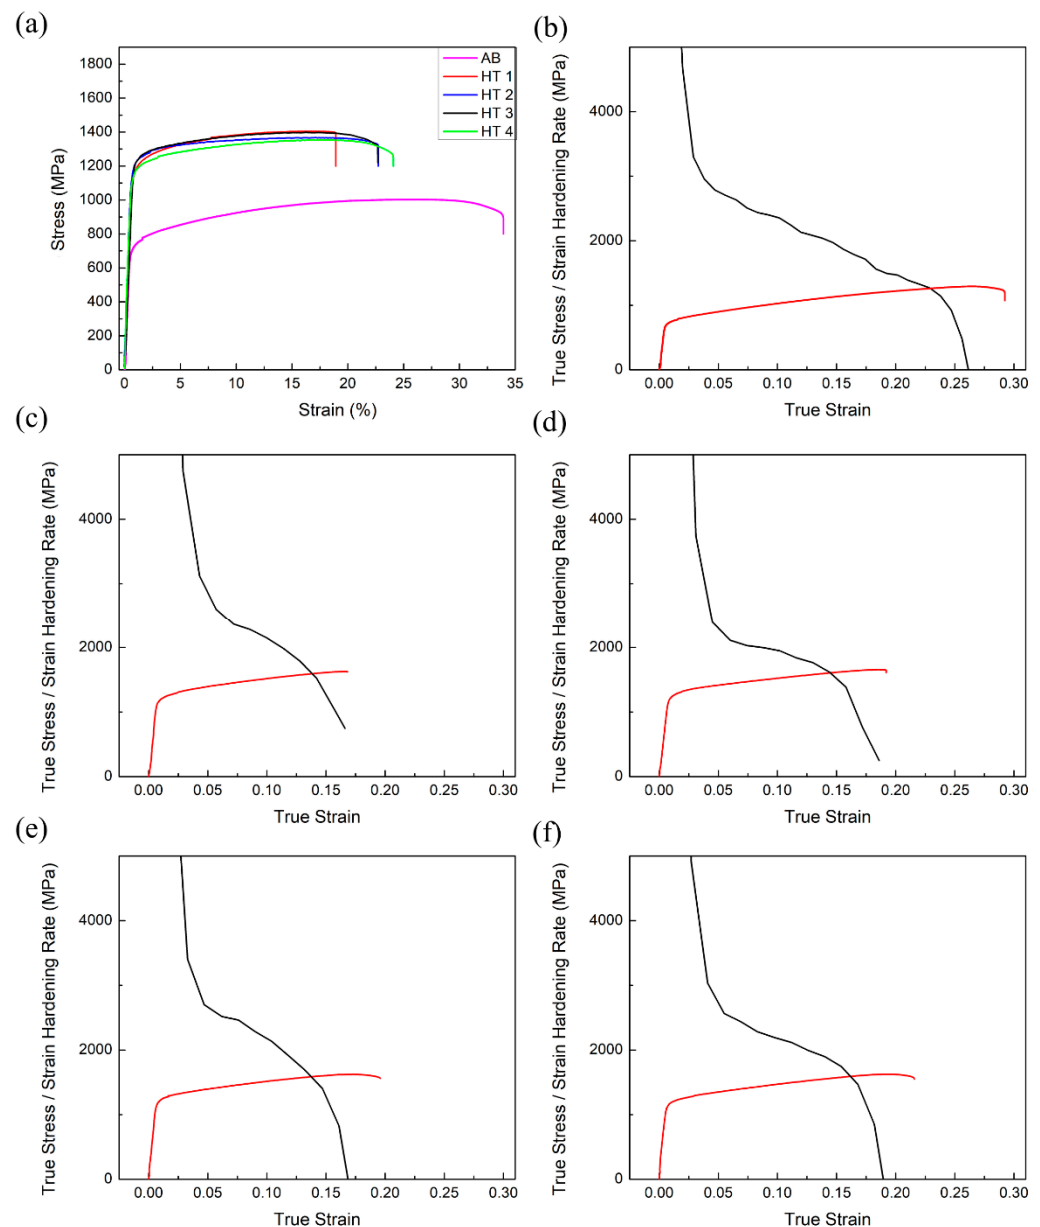 (a)
Stress (MPa)
1800
1600
1400
1200
1000
800
600
400
200
0
0 5 10 15 20 25 30 35
Strain (%)
AB
HT 1
HT 2
HT 3
HT 4
(b)
True Stress / Strain Hardening Rate (MPa)
4000
2000
0
0.00 0.05 0.10 0.15 0.20 0.25 0.30
True Strain
(c)
True Stress / Strain Hardening Rate (MPa)
4000
2000
0
0.00 0.05 0.10 0.15 0.20 0.25 0.30
True Strain
(d)
True Stress / Strain Hardening Rate (MPa)
4000
2000
0
0.00 0.05 0.10 0.15 0.20 0.25 0.30
True Strain
(e)
True Stress / Strain Hardening Rate (MPa)
4000
2000
0
0.00 0.05 0.10 0.15 0.20 0.25 0.30
True Strain
(f)
True Stress / Strain Hardening Rate (MPa)
4000
2000
0
0.00 0.05 0.10 0.15 0.20 0.25 0.30
True Strain